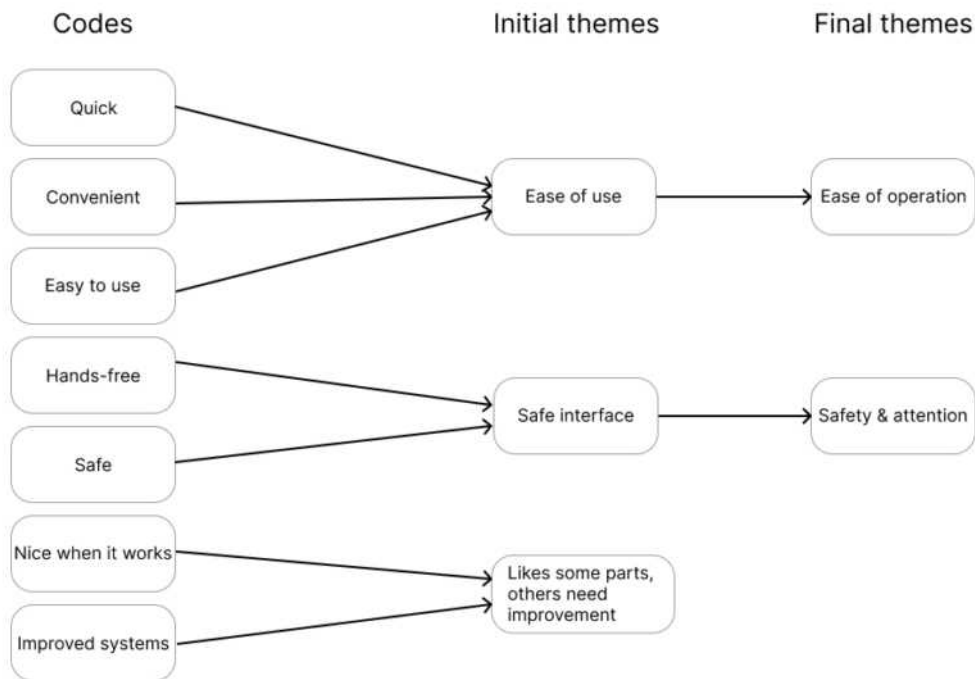 Codes
Initial themes
Final themes
Quick
Convenient
Ease of use
Ease of operation
Easy to use
Hands-free
Safe interface
Safety & attention
Safe
Nice when it works
Likes some parts,
others need
improvement
Improved systems